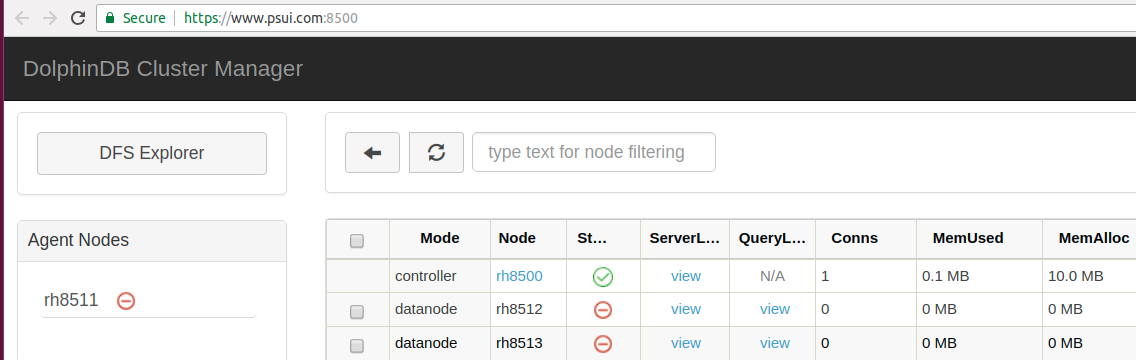 Secure https://www.psui.com:8500
DolphinDB Cluster Manager
DFS Explorer
type text for node filtering
Agent Nodes
rh8511
Mode Node St... ServerL... QueryL... Conns MemUsed MemAlloc
controller rh8500 view N/A 1 0.1 MB 10.0 MB
datanode rh8512 view view 0 0 MB 0 MB
datanode rh8513 view view 0 0 MB 0 MB